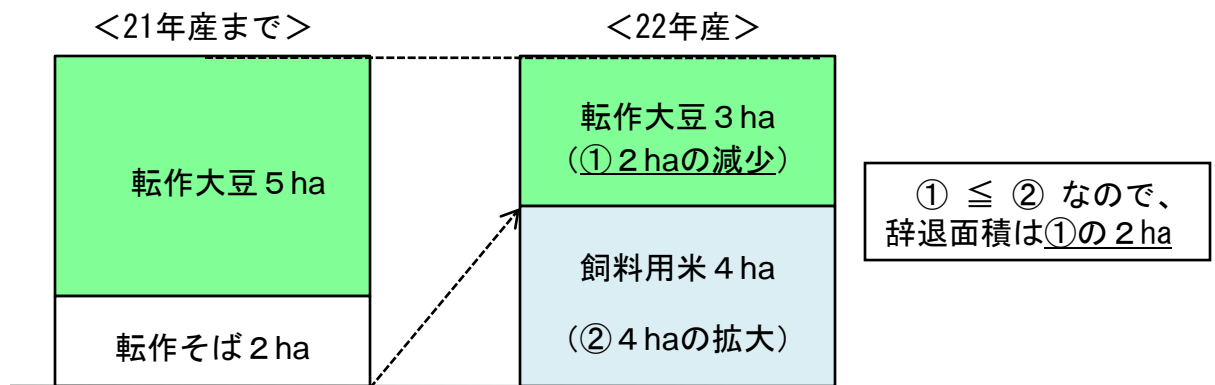 <21年産まで>
<22年産>
転作大豆5ha
転作そば2ha
転作大豆3ha
(①2haの減少)
飼料用米4ha
(②4haの拡大)
① ≦ ② なので、
辞退面積は①の2ha